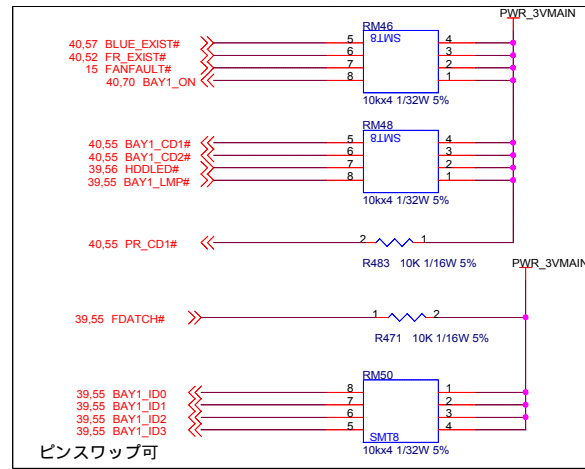 PWR_3VMAIN
RM46
40,57 BLUE_EXIST# 5 SMT8 4
40,52 FR_EXIST# 6 3
15 FANFAULT# 7 2
40,70 BAY1_ON 8 1
10kx4 1/32W 5%
RM48
40,55 BAY1_CD1# 5 SMT8 4
40,55 BAY1_CD2# 6 3
39,56 HDDLED# 7 2
39,55 BAY1_LMP# 8 1
10kx4 1/32W 5%
40,55 PR_CD1# 2 1
R483 10K 1/16W 5%
PWR_3VMAIN
39,55 FDATCH# 1 2
R471 10K 1/16W 5%
RM50
39,55 BAY1_ID0 8 1
39,55 BAY1_ID1 7 2
39,55 BAY1_ID2 6 3
39,55 BAY1_ID3 5 SMT8 4
10kx4 1/32W 5%
ピンスワップ可